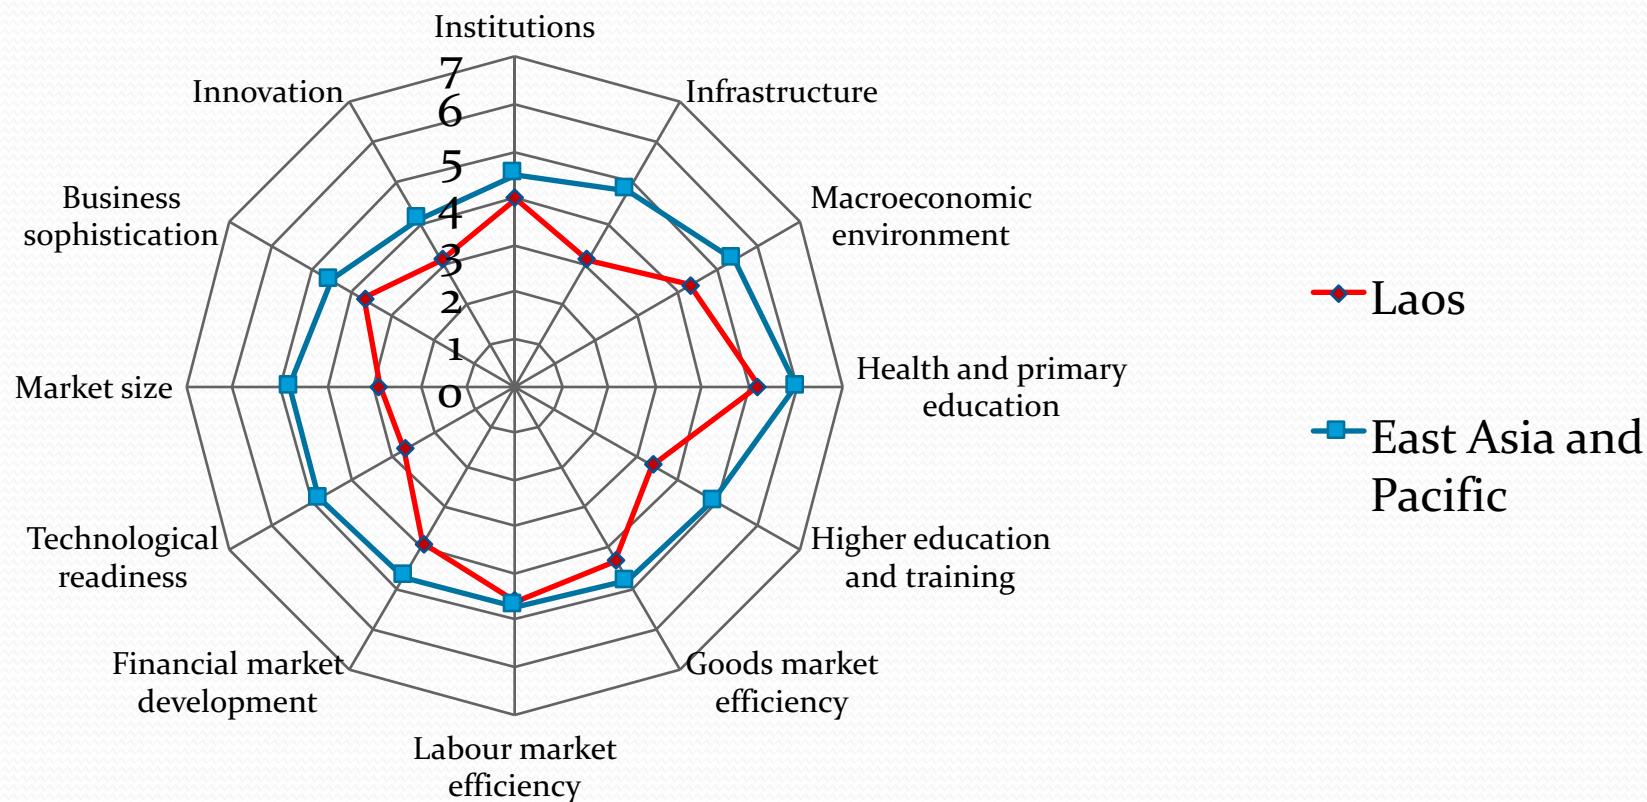 Institutions
Infrastructure
Macroeconomic
environment
Health and primary
education
Higher education
and training
Goods market
efficiency
Labour market
efficiency
Financial market
development
Technological
readiness
Market size
Business
sophistication
Innovation
7
6
5
4
3
2
1
0
Laos
East Asia and
Pacific